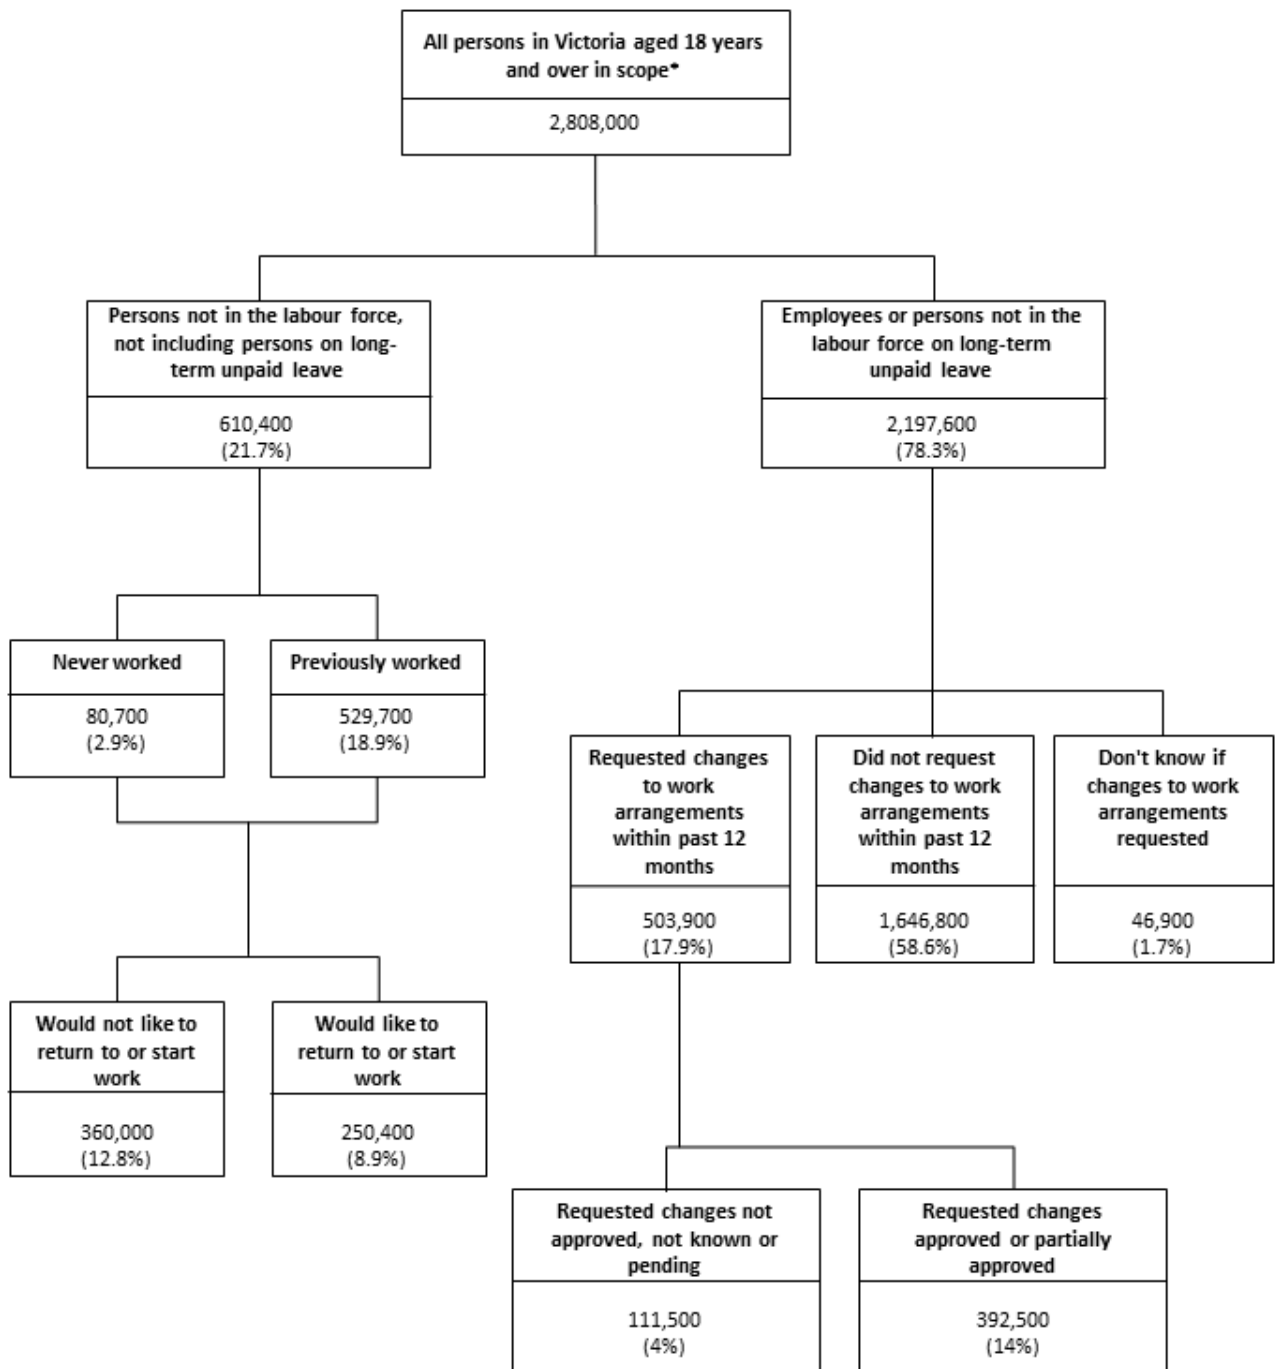 All persons in Victoria aged 18 years
and over in scope*
2,808,000
Persons not in the labour force,
not including persons on long-
term unpaid leave
610,400
(21.7%)
Employees or persons not in the
labour force on long-term
unpaid leave
2,197,600
(78.3%)
Never worked
80,700
(2.9%)
Previously worked
529,700
(18.9%)
Requested changes
to work
arrangements
within past 12
months
503,900
(17.9%)
Did not request
changes to work
arrangements
within past 12
months
1,646,800
(58.6%)
Don't know if
changes to work
arrangements
requested
46,900
(1.7%)
Would not like to
return to or start
work
360,000
(12.8%)
Would like to
return to or start
work
250,400
(8.9%)
Requested changes not
approved, not known or
pending
111,500
(4%)
Requested changes
approved or partially
approved
392,500
(14%)